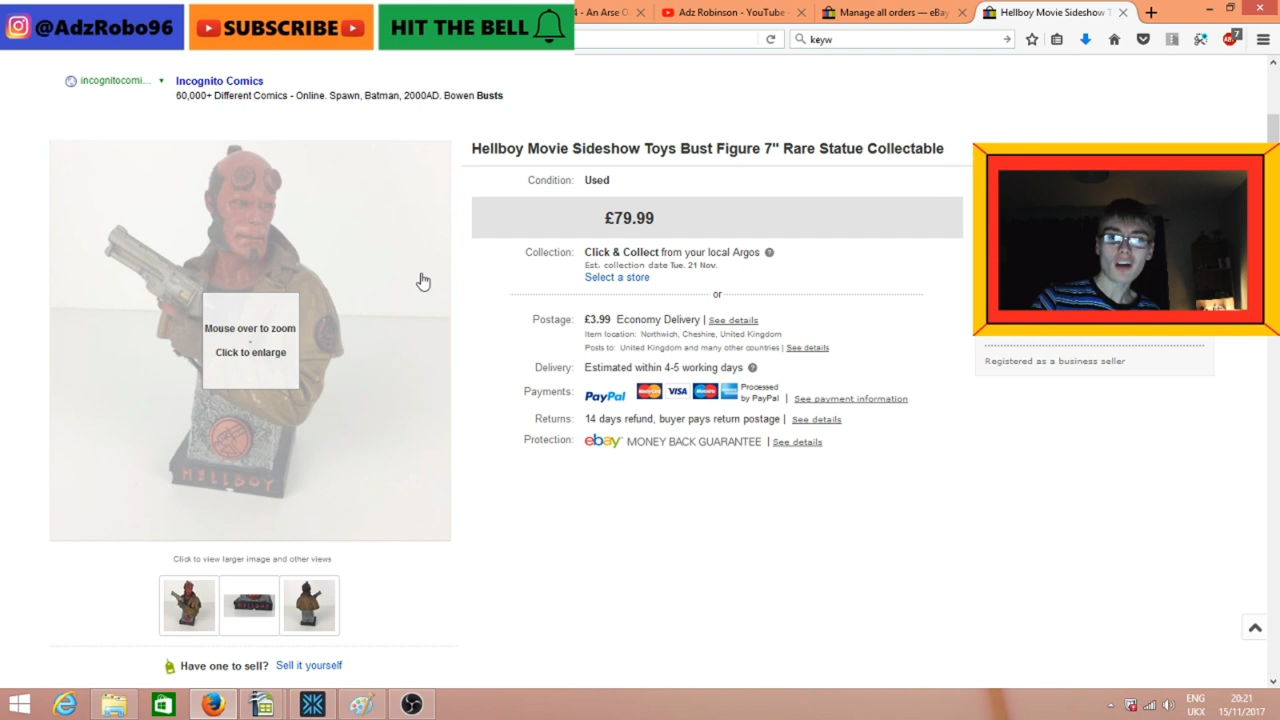 @AdzRobo96
SUBSCRIBE
HIT THE BELL
4 - An Arse O
Adz Robinson - YouTube
Manage all orders — eBay
Hellboy Movie Sideshow T
keyw
7
incognitocomi...
Incognito Comics
60,000+ Different Comics - Online. Spawn, Batman, 2000AD. Bowen Busts
Hellboy Movie Sideshow Toys Bust Figure 7" Rare Statue Collectable
Condition: Used
£79.99
Collection: Click & Collect from your local Argos
Est. collection date Tue. 21 Nov.
Select a store
or
Postage: £3.99 Economy Delivery | See details
Item location: Northwich, Cheshire, United Kingdom
Posts to: United Kingdom and many other countries | See details
Delivery: Estimated within 4-5 working days
Payments: PayPal MasterCard VISA Maestro Processed by PayPal | See payment information
Returns: 14 days refund, buyer pays return postage | See details
Protection: ebay MONEY BACK GUARANTEE | See details
Registered as a business seller
Mouse over to zoom
-
Click to enlarge
HELLBOY
Click to view larger image and other views
HELLBOY
Have one to sell? Sell it yourself
ENG
UKX
20:21
15/11/2017